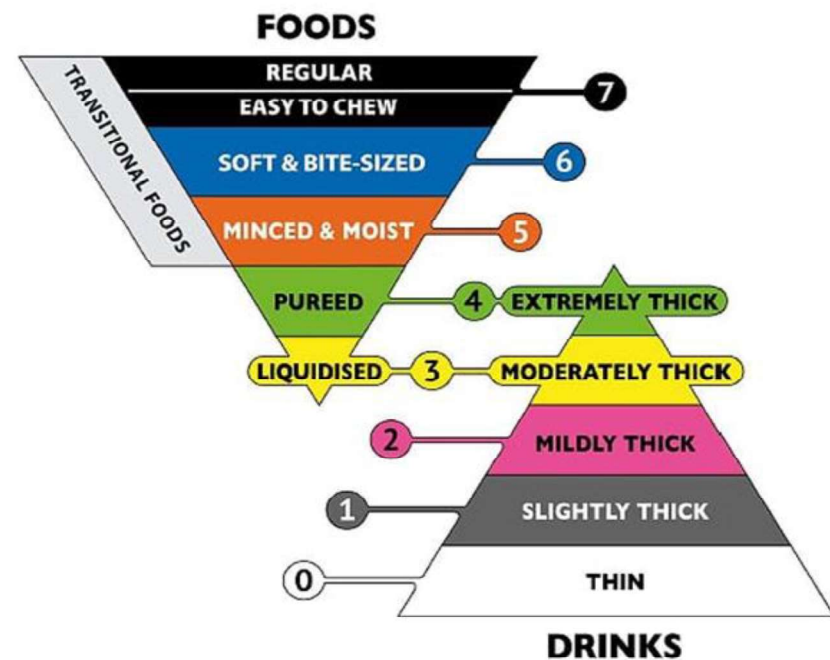 FOODS
TRANSITIONAL FOODS
REGULAR
EASY TO CHEW
7
SOFT & BITE-SIZED
6
MINCED & MOIST
5
PUREED
4
EXTREMELY THICK
LIQUIDISED
3
MODERATELY THICK
2
MILDLY THICK
1
SLIGHTLY THICK
0
THIN
DRINKS